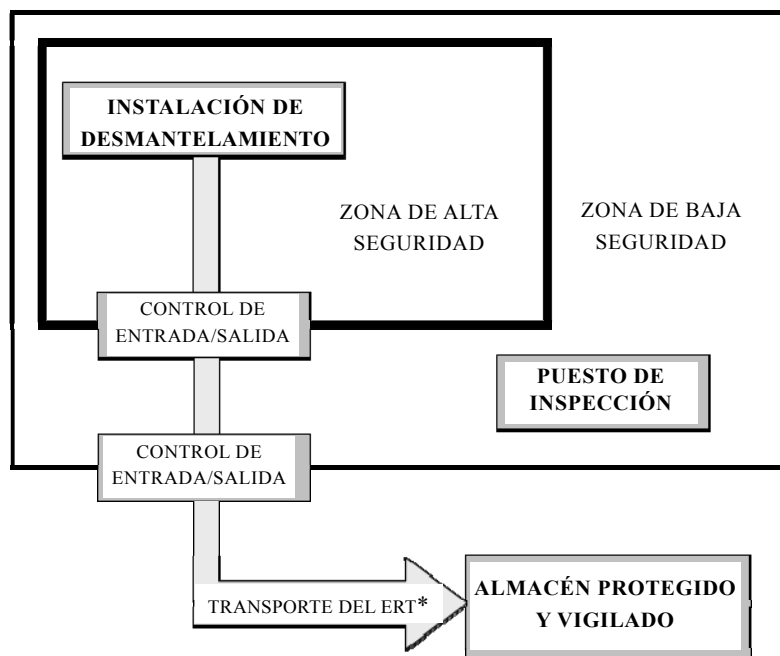 INSTALACIÓN DE
DESMANTELAMIENTO
ZONA DE ALTA
SEGURIDAD
ZONA DE BAJA
SEGURIDAD
CONTROL DE
ENTRADA/SALIDA
PUESTO DE
INSPECCIÓN
CONTROL DE
ENTRADA/SALIDA
TRANSPORTE DEL ERT*
ALMACÉN PROTEGIDO
Y VIGILADO